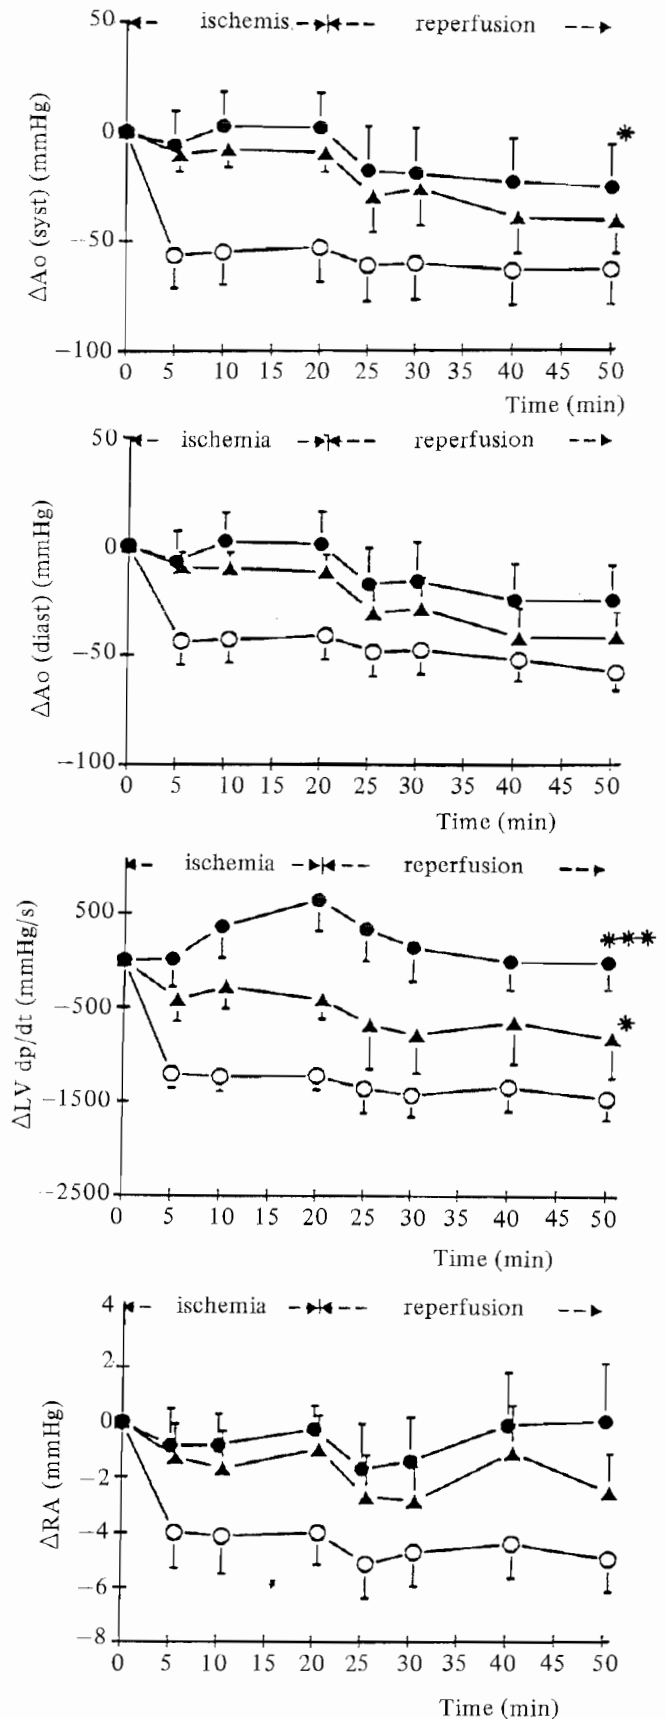 50 ischemis. reperfusion
0 *
−50
−100
ΔAo (syst) (mmHg)
0 5 10 15 20 25 30 35 40 45 50
Time (min)
50 ischemia reperfusion
0
−50
−100
ΔAo (diast) (mmHg)
0 5 10 15 20 25 30 35 40 45 50
Time (min)
ischemia reperfusion
500
***
−500
*
−1500
−2500
ΔLV dp/dt (mmHg/s)
0 5 10 15 20 25 30 35 40 45 50
Time (min)
4 ischemia reperfusion
2
0
−2
−4
−6
−8
ΔRA (mmHg)
0 5 10 15 20 25 30 35 40 45 50
Time (min)